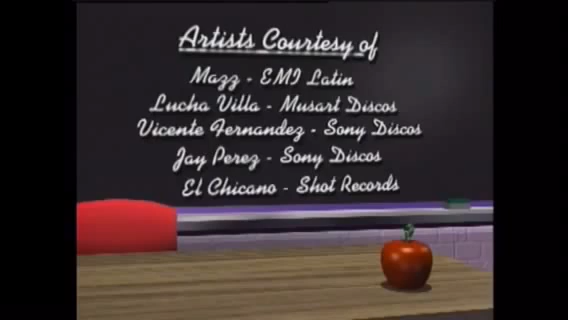 Artists Courtesy of
Mazz - EMI Latin
Lucha Villa - Musart Discos
Vicente Fernandez - Sony Discos
Jay Perez - Sony Discos
El Chicano - Shot Records